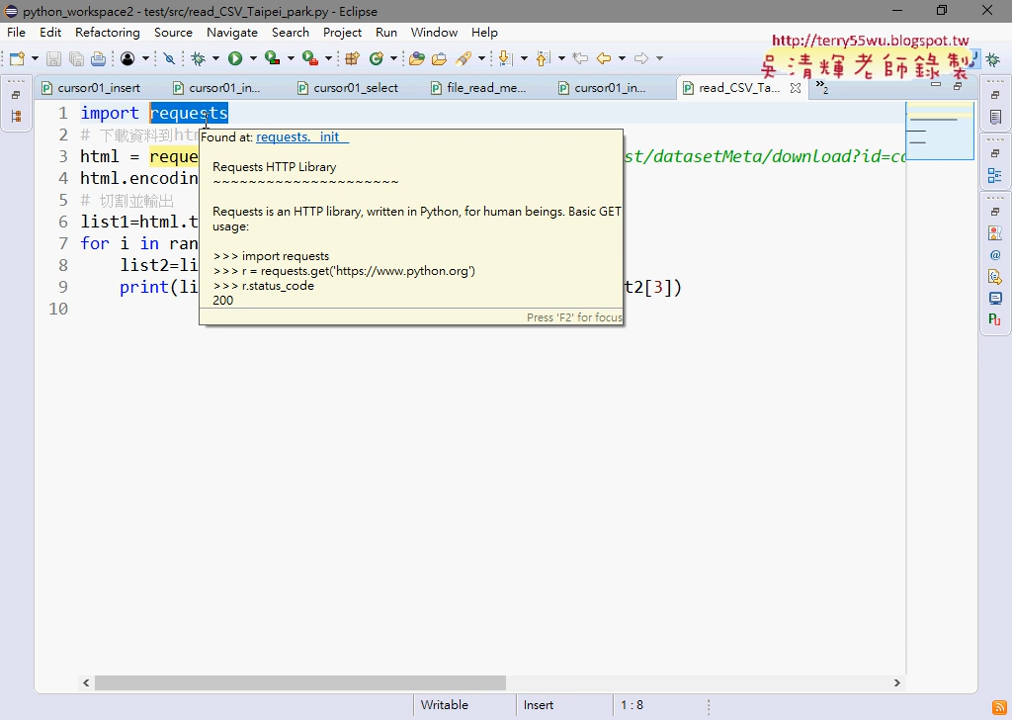 python_workspace2 - test/src/read_CSV_Taipei_park.py - Eclipse
File Edit Refactoring Source Navigate Search Project Run Window Help
http://terry55wu.blogspot.tw
吳清輝老師錄製
cursor01_insert cursor01_in... cursor01_select file_read_me... cursor01_in... read_CSV_Ta... »2
1 import requests
2 # 下載資料到htm
Found at: requests.__init__
3 html = reque st/datasetMeta/download?id=cc
Requests HTTP Library
4 html.encodin
~~~~~~~~~~~~~~~~~~~~~
5 # 切割並輸出
Requests is an HTTP library, written in Python, for human beings. Basic GET
6 list1=html.t
usage:
7 for i in ran
>>> import requests
8 list2=li
>>> r = requests.get('https://www.python.org')
9 print(li t2[3])
>>> r.status_code
200
10
Press 'F2' for focus
Writable Insert 1 : 8